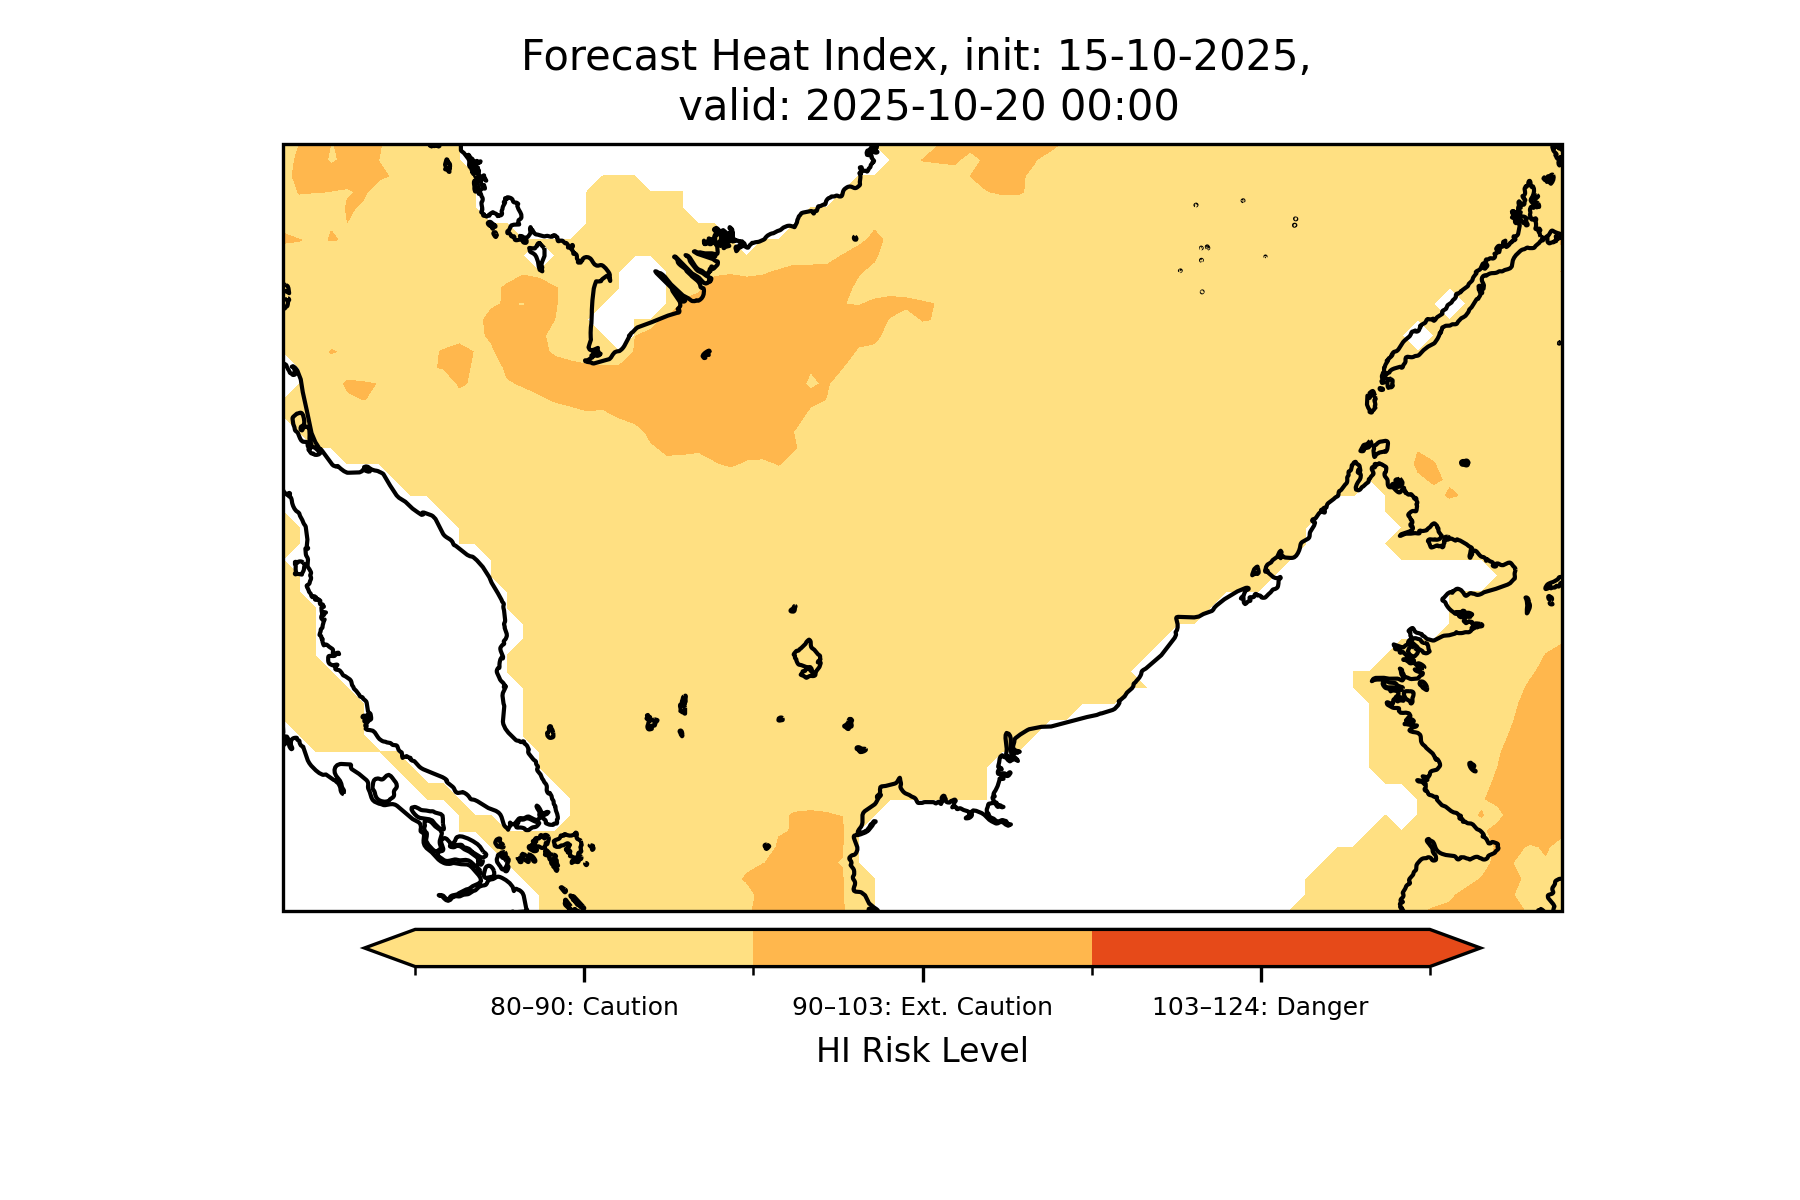 Forecast Heat Index, init: 15-10-2025,
valid: 2025-10-20 00:00
80–90: Caution
90–103: Ext. Caution
103–124: Danger
HI Risk Level